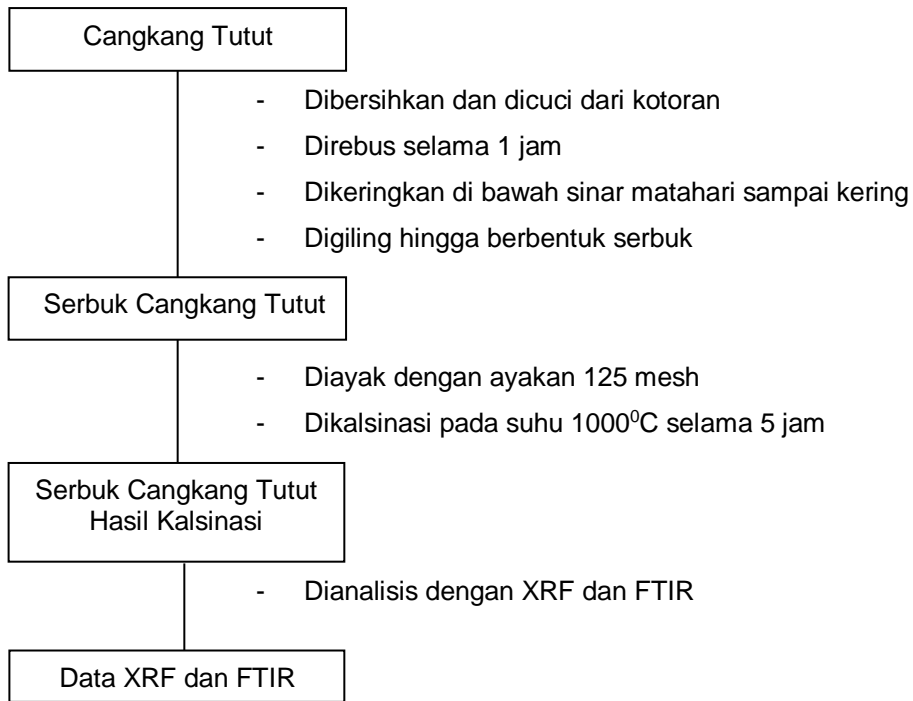 Cangkang Tutut
- Dibersihkan dan dicuci dari kotoran
- Direbus selama 1 jam
- Dikeringkan di bawah sinar matahari sampai kering
- Digiling hingga berbentuk serbuk
Serbuk Cangkang Tutut
- Diayak dengan ayakan 125 mesh
- Dikalsinasi pada suhu 1000⁰C selama 5 jam
Serbuk Cangkang Tutut
Hasil Kalsinasi
- Dianalisis dengan XRF dan FTIR
Data XRF dan FTIR